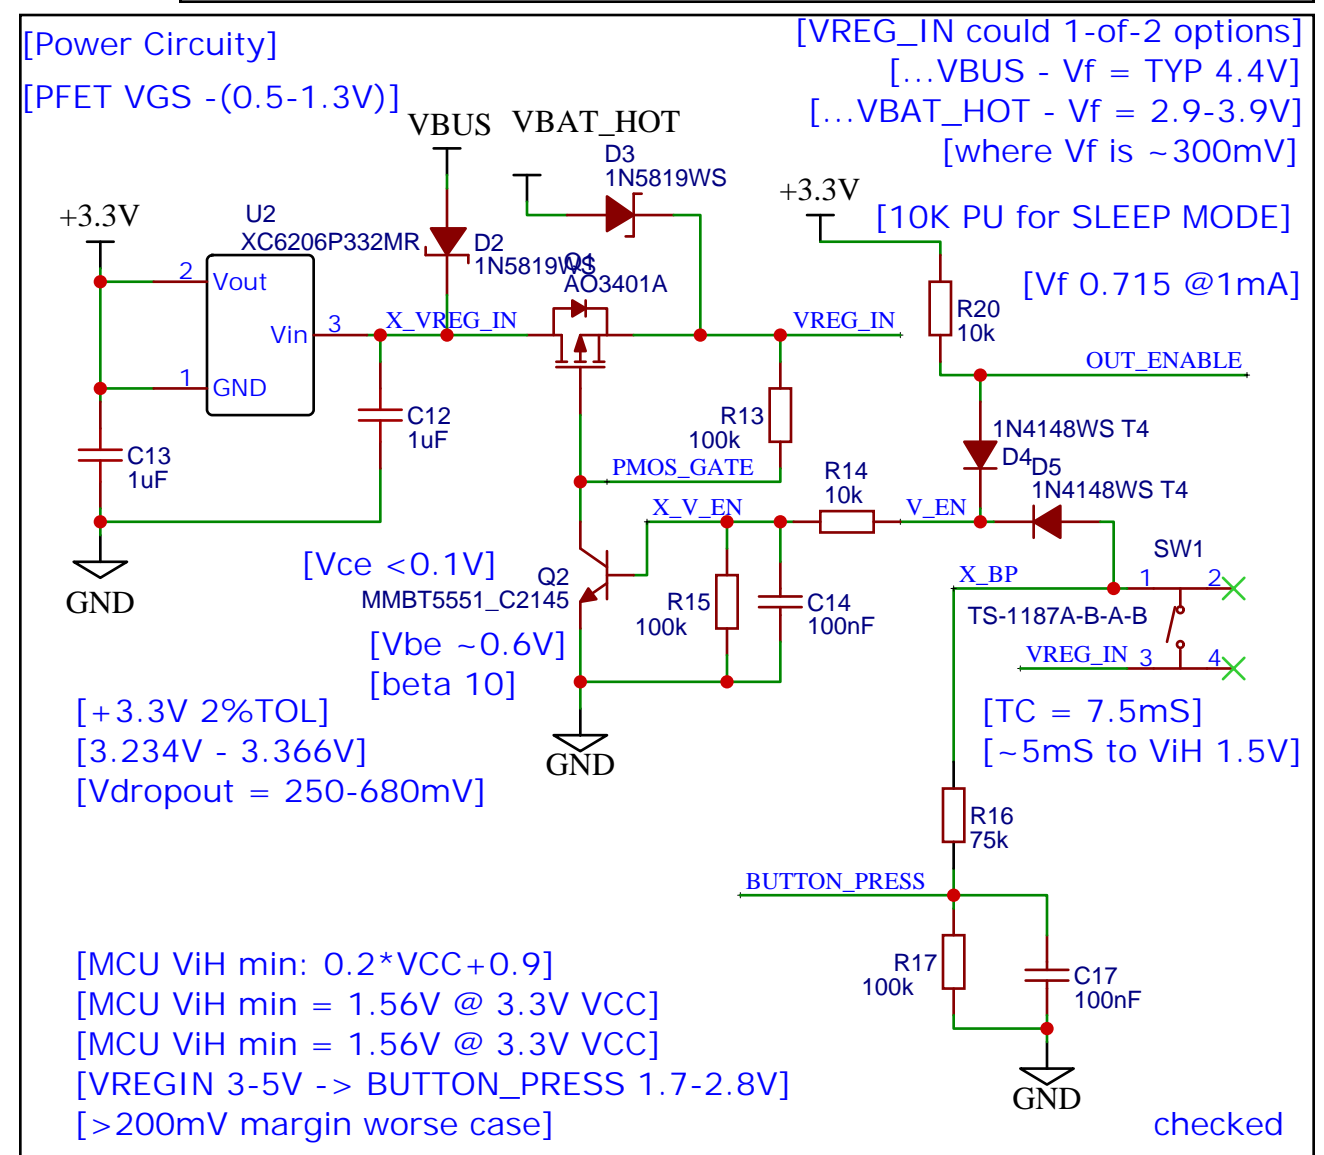 [Power Circuity]
[VREG_IN could 1-of-2 options]
[...VBUS - Vf = TYP 4.4V]
[PFET VGS -(0.5-1.3V)]
[...VBAT_HOT - Vf = 2.9-3.9V]
[where Vf is ~300mV]
VBUS
VBAT_HOT
D3
1N5819WS
+3.3V
+3.3V
U2
XC6206P332MR
[10K PU for SLEEP MODE]
D2
1N5819WS
Q1
AO3401A
2
Vout
Vin
3
X_VREG_IN
VREG_IN
[Vf 0.715 @1mA]
R20
10k
1
GND
OUT_ENABLE
C12
1uF
R13
100k
C13
1uF
1N4148WS T4
D4
D5
1N4148WS T4
PMOS_GATE
R14
10k
X_V_EN
V_EN
SW1
[Vce <0.1V]
Q2
MMBT5551_C2145
X_BP
1
2
TS-1187A-B-A-B
GND
R15
100k
C14
100nF
[Vbe ~0.6V]
VREG_IN
3
4
[beta 10]
[+3.3V 2%TOL]
[3.234V - 3.366V]
[Vdropout = 250-680mV]
GND
[TC = 7.5mS]
[~5mS to ViH 1.5V]
R16
75k
BUTTON_PRESS
R17
100k
C17
100nF
GND
[MCU ViH min: 0.2*VCC+0.9]
[MCU ViH min = 1.56V @ 3.3V VCC]
[MCU ViH min = 1.56V @ 3.3V VCC]
[VREGIN 3-5V -> BUTTON_PRESS 1.7-2.8V]
[>200mV margin worse case]
checked